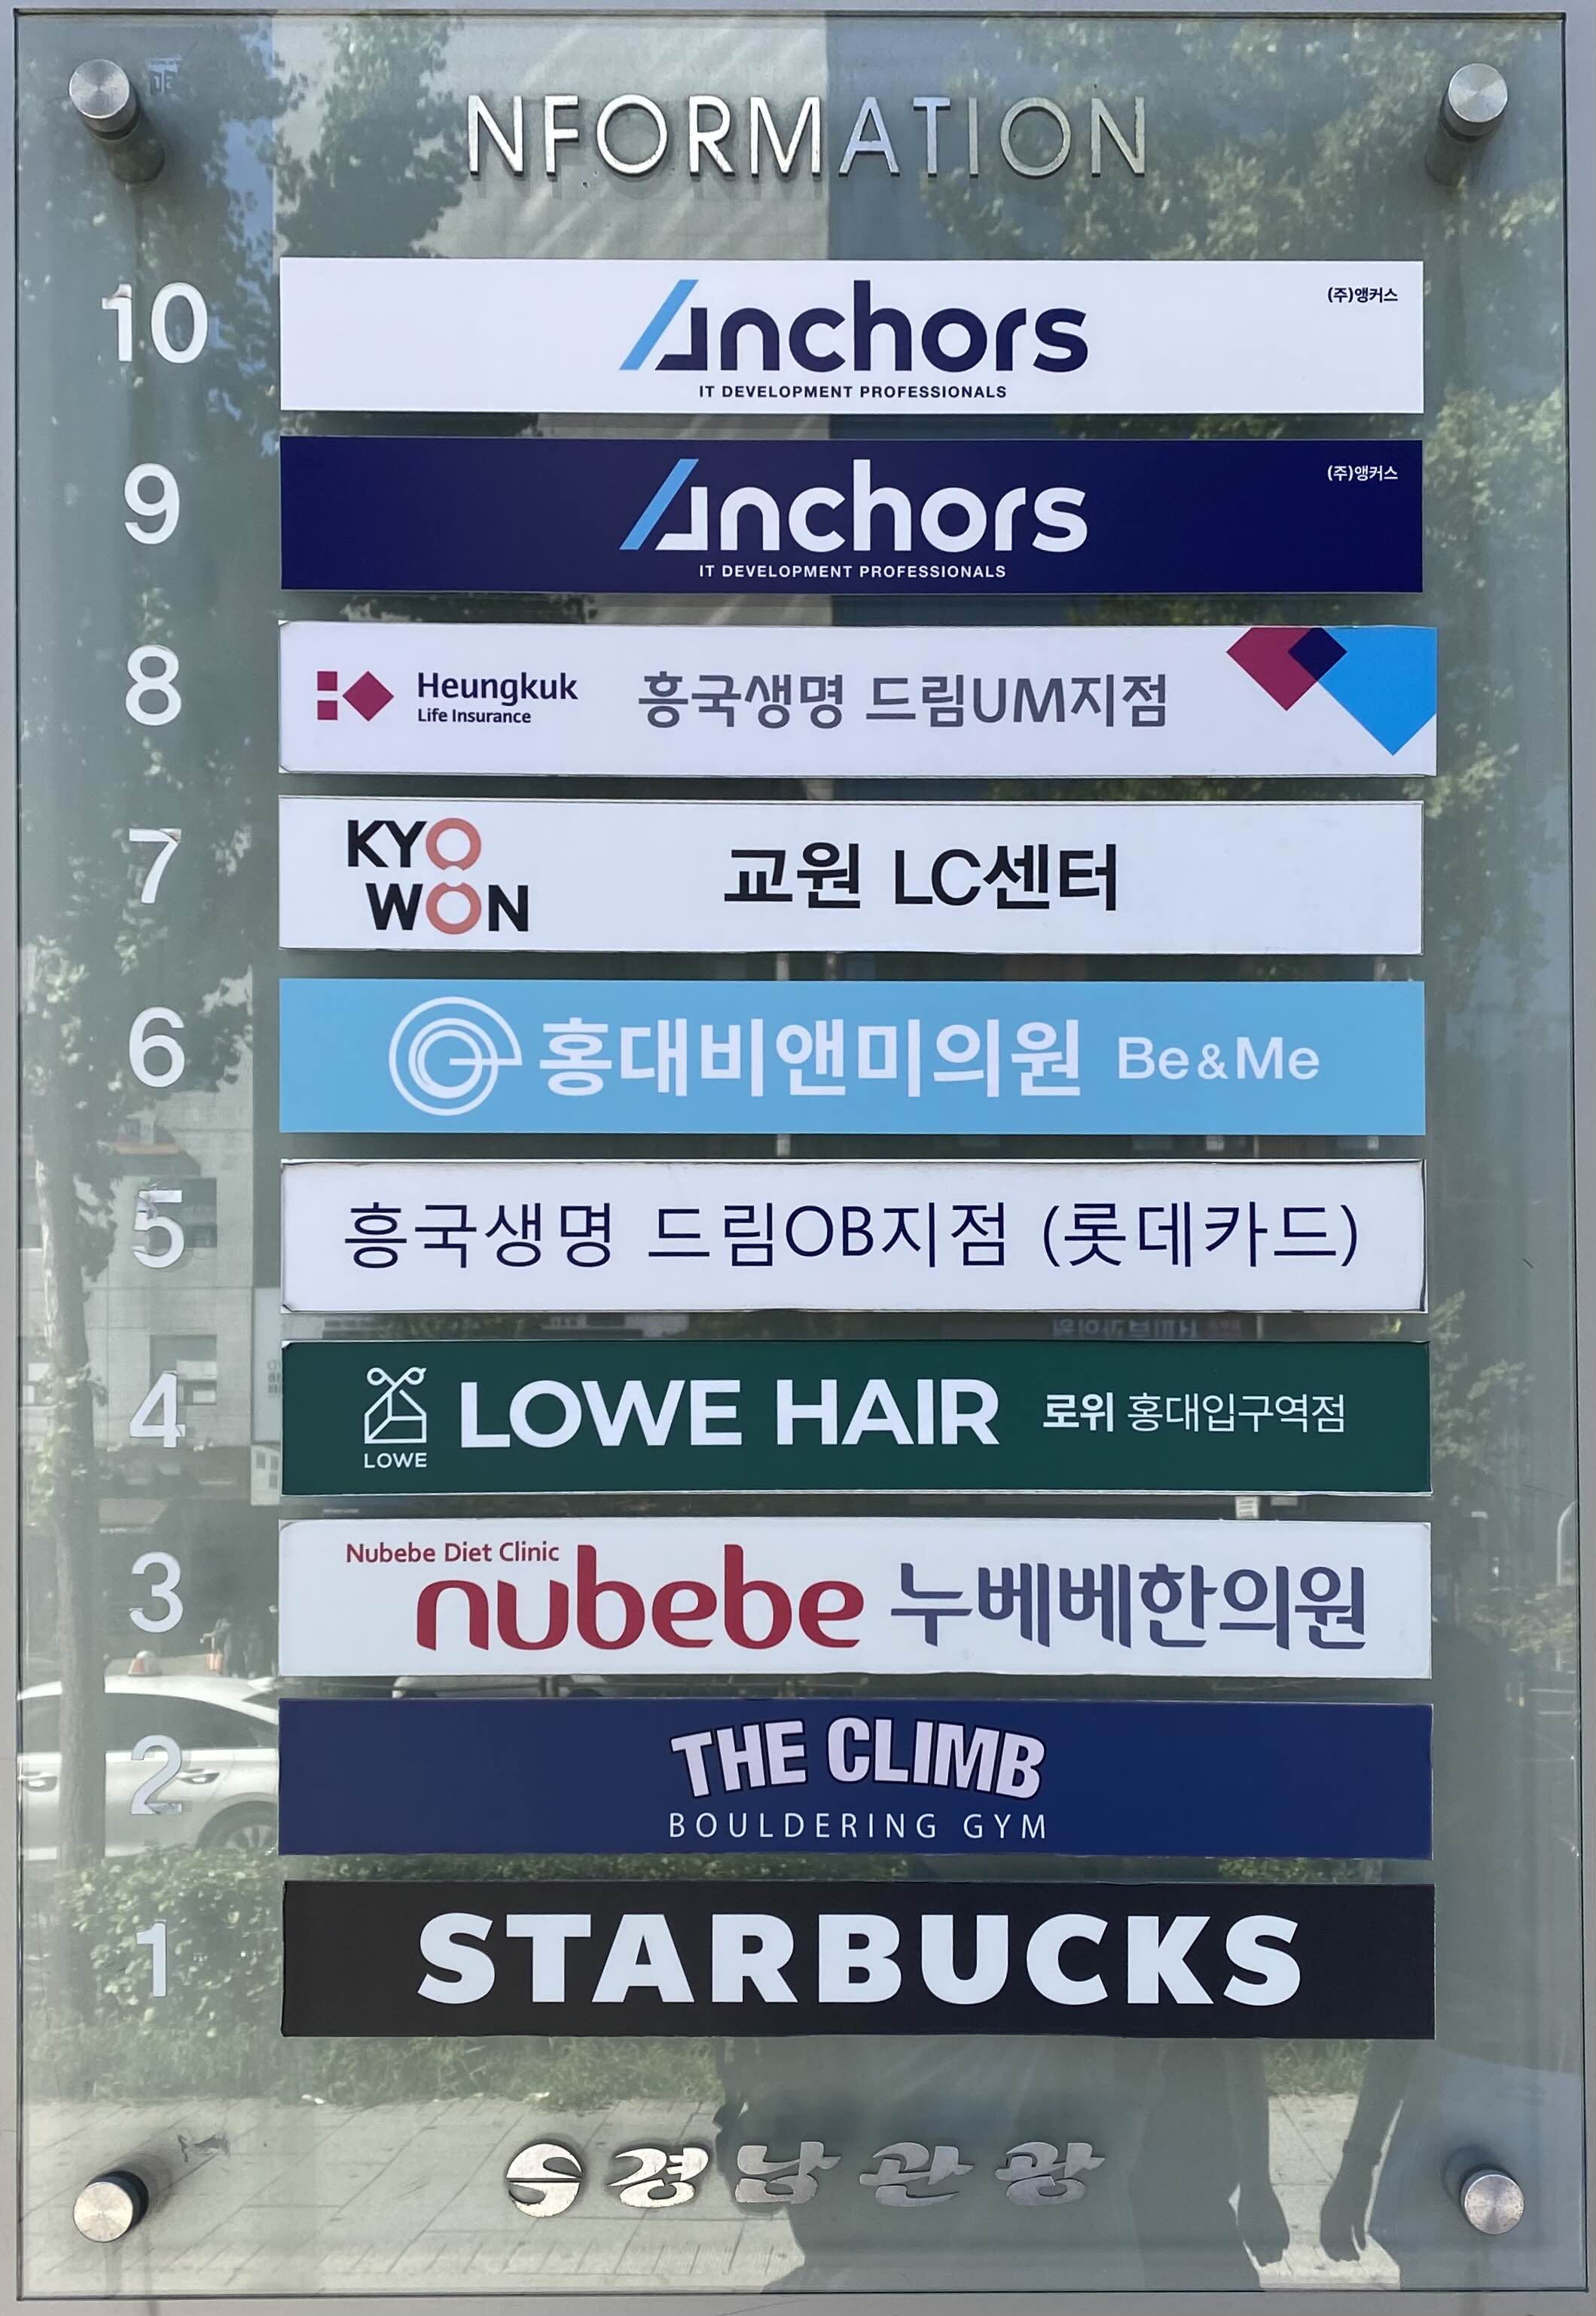 NFORMATION
10
Anchors
IT DEVELOPMENT PROFESSIONALS
(주)앵커스
9
Anchors
IT DEVELOPMENT PROFESSIONALS
(주)앵커스
8
Heungkuk
Life Insurance
흥국생명 드림UM지점
7
KYO
WON
교원 LC센터
6
홍대비앤미의원 Be&Me
5
흥국생명 드림OB지점 (롯데카드)
4
LOWE
LOWE HAIR 로위 홍대입구역점
3
Nubebe Diet Clinic
nubebe 누베베한의원
2
THE CLIMB
BOULDERING GYM
1
STARBUCKS
경남관광